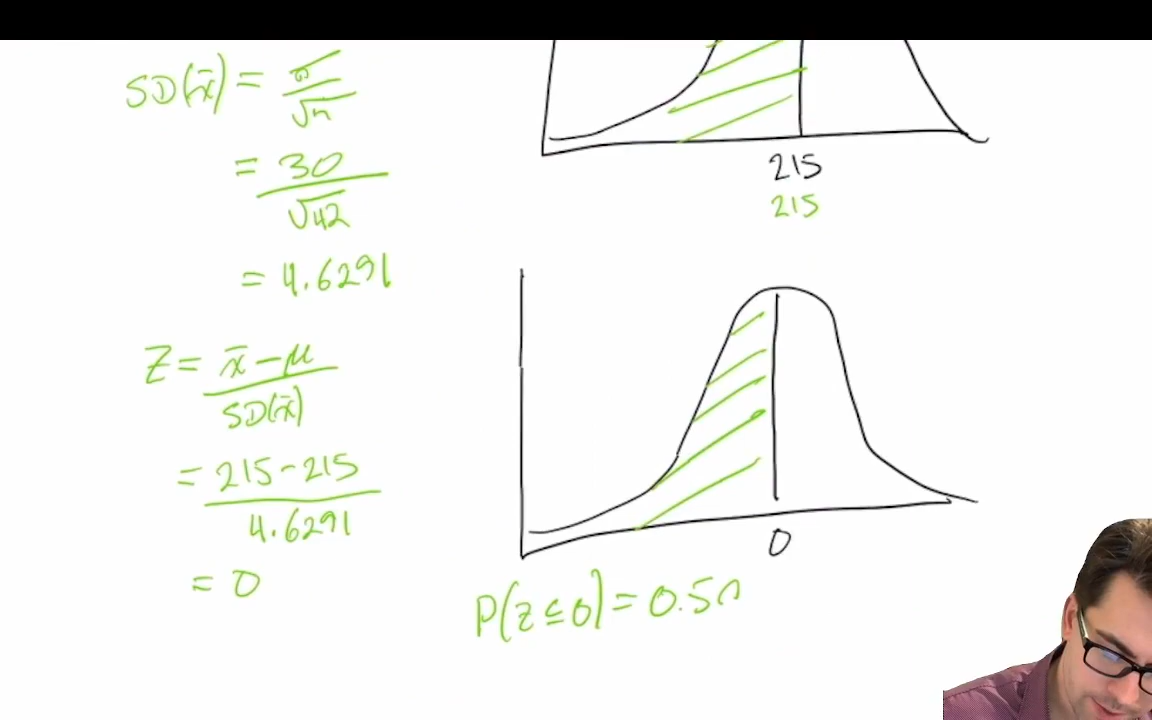 SD(x̄) = σ/√n
= 30/√42
= 4.6291
Z = x̄ - μ / SD(x̄)
= 215 - 215 / 4.6291
= 0
215
215
0
P(z ≤ 0) = 0.50